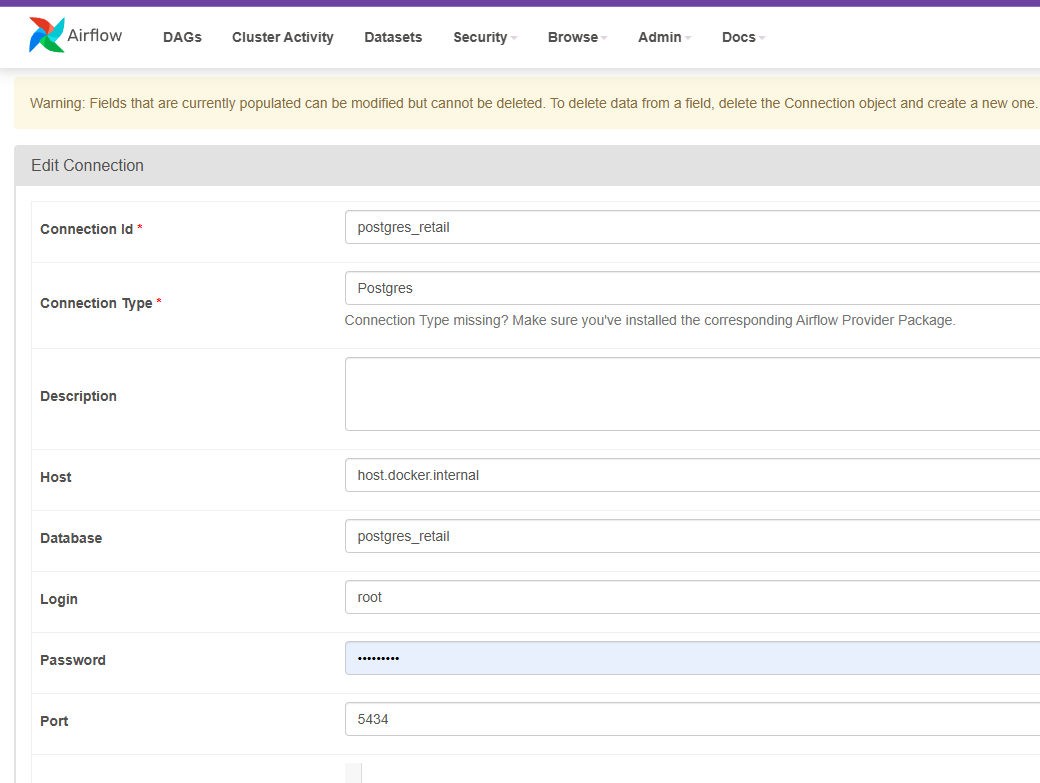 Airflow DAGs Cluster Activity Datasets Security Browse Admin Docs
Warning: Fields that are currently populated can be modified but cannot be deleted. To delete data from a field, delete the Connection object and create a new one.
Edit Connection
Connection Id * postgres_retail
Connection Type * Postgres
Connection Type missing? Make sure you've installed the corresponding Airflow Provider Package.
Description
Host host.docker.internal
Database postgres_retail
Login root
Password •••••••••
Port 5434